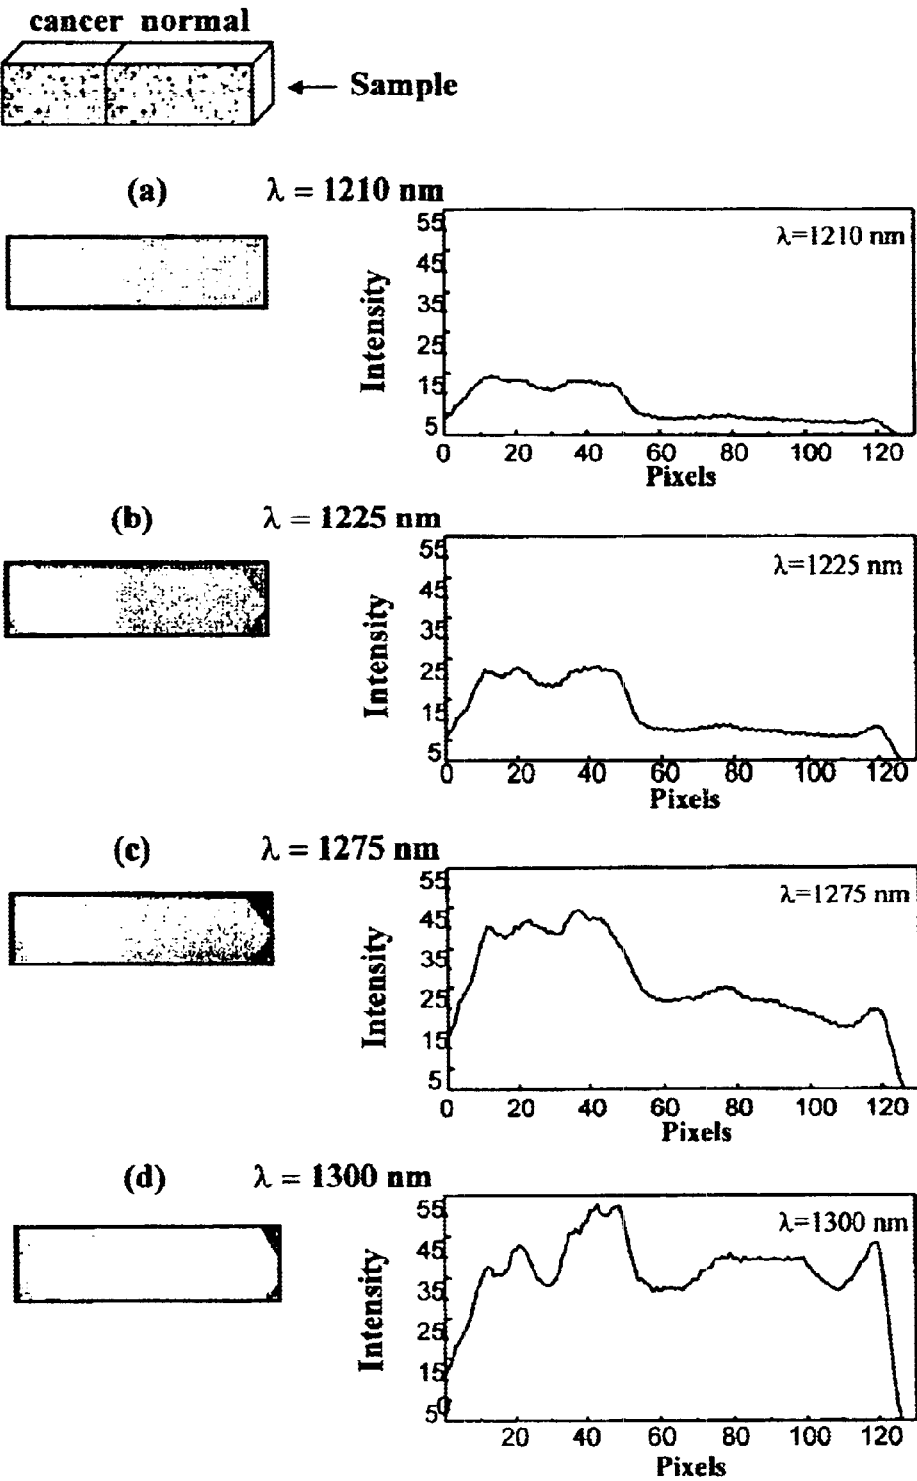 cancer normal
Sample
(a) λ = 1210 nm
55
45
35
25
15
5
Intensity
λ=1210 nm
0 20 40 60 80 100 120
Pixels
(b) λ = 1225 nm
55
45
35
25
15
5
Intensity
λ=1225 nm
0 20 40 60 80 100 120
Pixels
(c) λ = 1275 nm
55
45
35
25
15
5
Intensity
λ=1275 nm
0 20 40 60 80 100 120
Pixels
(d) λ = 1300 nm
55
45
35
25
15
5
0
Intensity
λ=1300 nm
20 40 60 80 100 120
Pixels